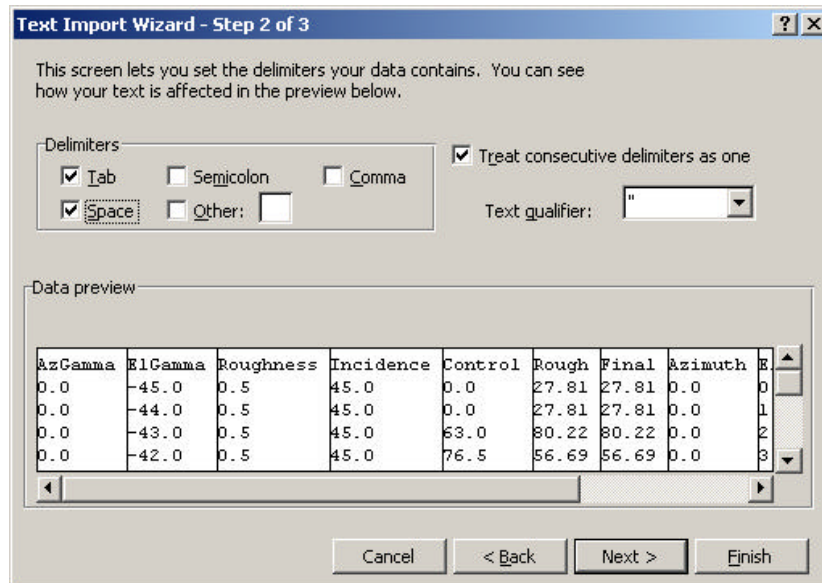 Text Import Wizard - Step 2 of 3
This screen lets you set the delimiters your data contains. You can see
how your text is affected in the preview below.
Delimiters
Tab Semicolon Comma
Space Other:
Treat consecutive delimiters as one
Text qualifier: "
Data preview
AzGamma ElGamma Roughness Incidence Control Rough Final Azimuth E
0.0 -45.0 0.5 45.0 0.0 27.81 27.81 0.0 0
0.0 -44.0 0.5 45.0 0.0 27.81 27.81 0.0 1
0.0 -43.0 0.5 45.0 63.0 80.22 80.22 0.0 2
0.0 -42.0 0.5 45.0 76.5 56.69 56.69 0.0 3
Cancel < Back Next > Finish